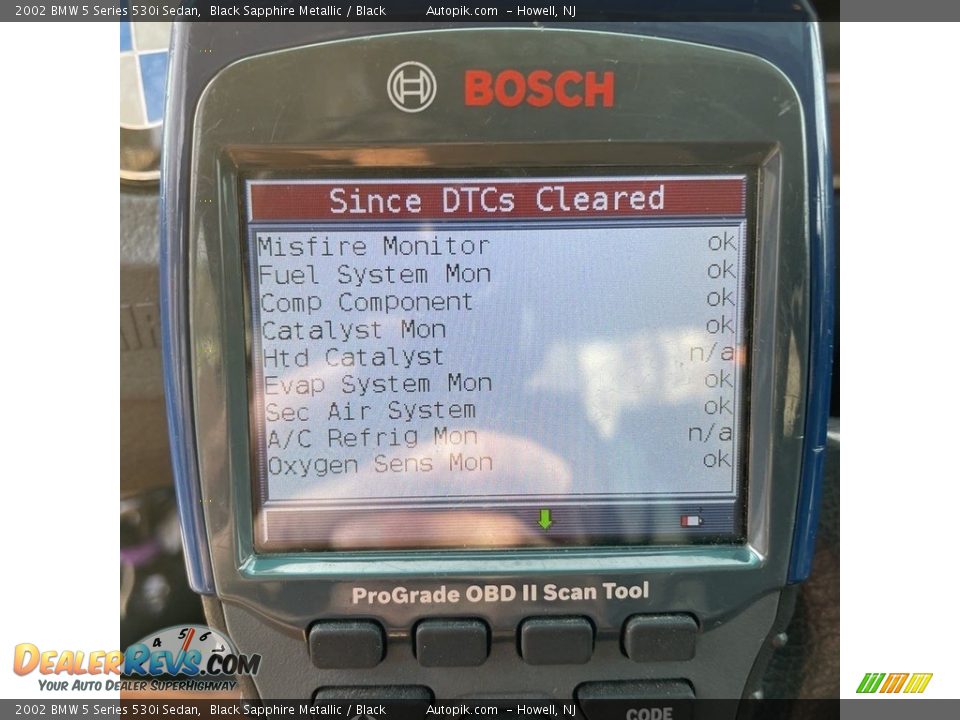 2002 BMW 5 Series 530i Sedan, Black Sapphire Metallic / Black Autopik.com - Howell, NJ
BOSCH
Since DTCs Cleared
Misfire Monitor ok
Fuel System Mon ok
Comp Component ok
Catalyst Mon ok
Htd Catalyst n/a
Evap System Mon ok
Sec Air System ok
A/C Refrig Mon n/a
Oxygen Sens Mon ok
ProGrade OBD II Scan Tool
4 5 6
DealerRevs.com
Your Auto Dealer SuperHighway
CODE
2002 BMW 5 Series 530i Sedan, Black Sapphire Metallic / Black Autopik.com - Howell, NJ